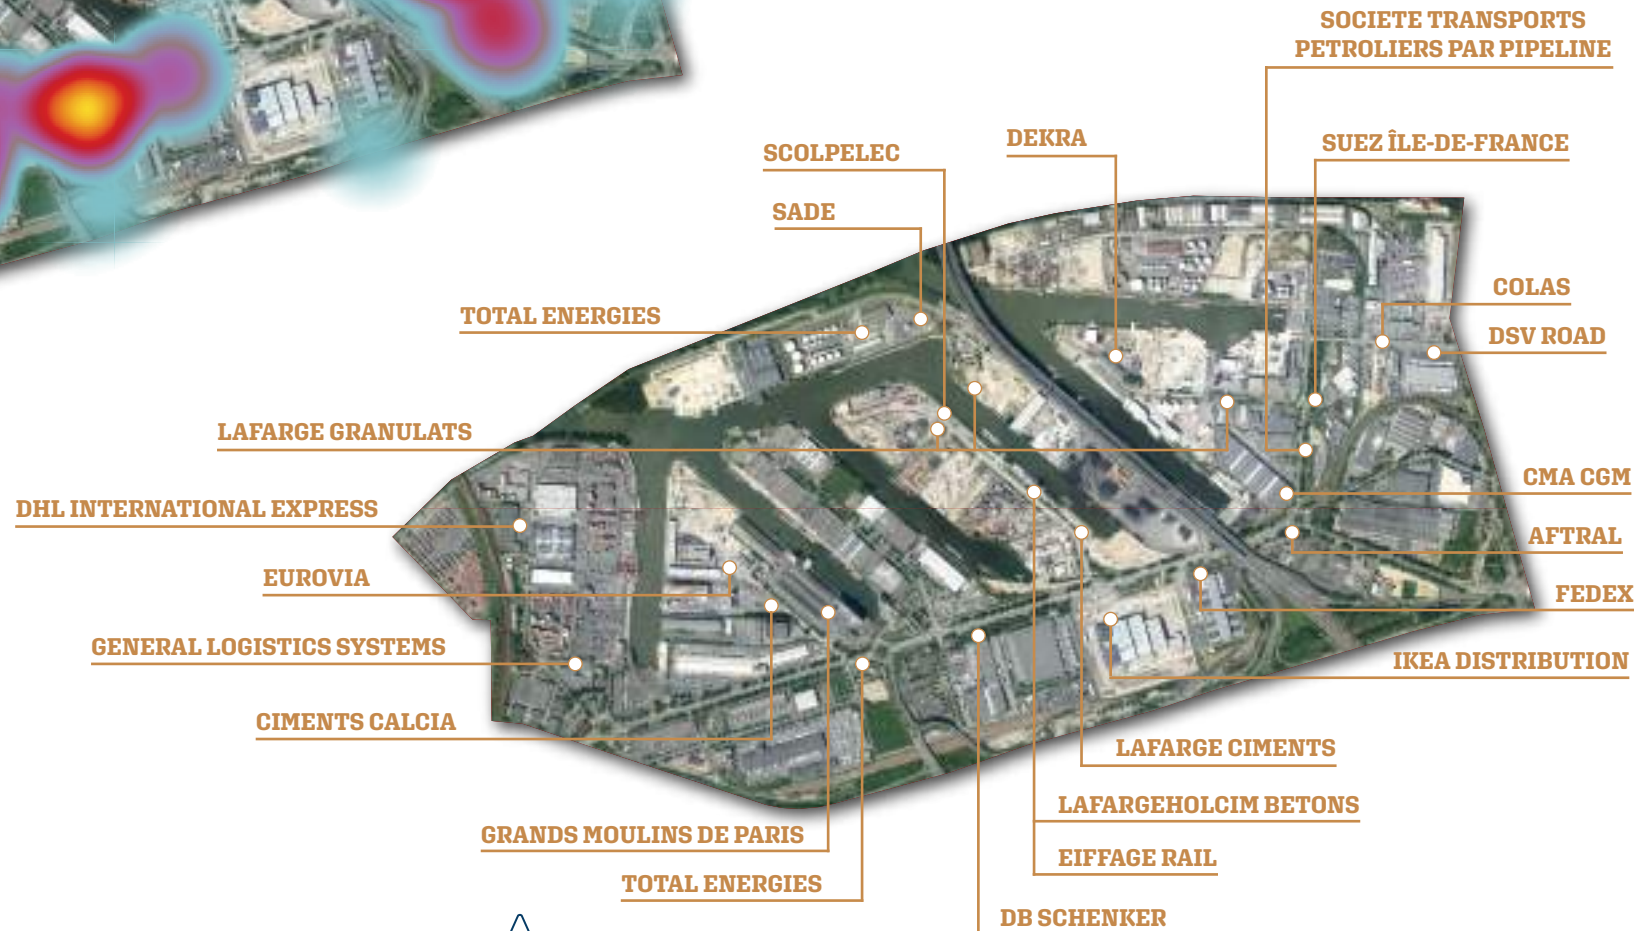 SOCIETE TRANSPORTS
PETROLIERS PAR PIPELINE
DEKRA
SUEZ ÎLE-DE-FRANCE
SCOLPELEC
SADE
COLAS
TOTAL ENERGIES
DSV ROAD
LAFARGE GRANULATS
CMA CGM
DHL INTERNATIONAL EXPRESS
AFTRAL
EUROVIA
FEDEX
GENERAL LOGISTICS SYSTEMS
IKEA DISTRIBUTION
CIMENTS CALCIA
LAFARGE CIMENTS
LAFARGEHOLCIM BETONS
GRANDS MOULINS DE PARIS
EIFFAGE RAIL
TOTAL ENERGIES
DB SCHENKER